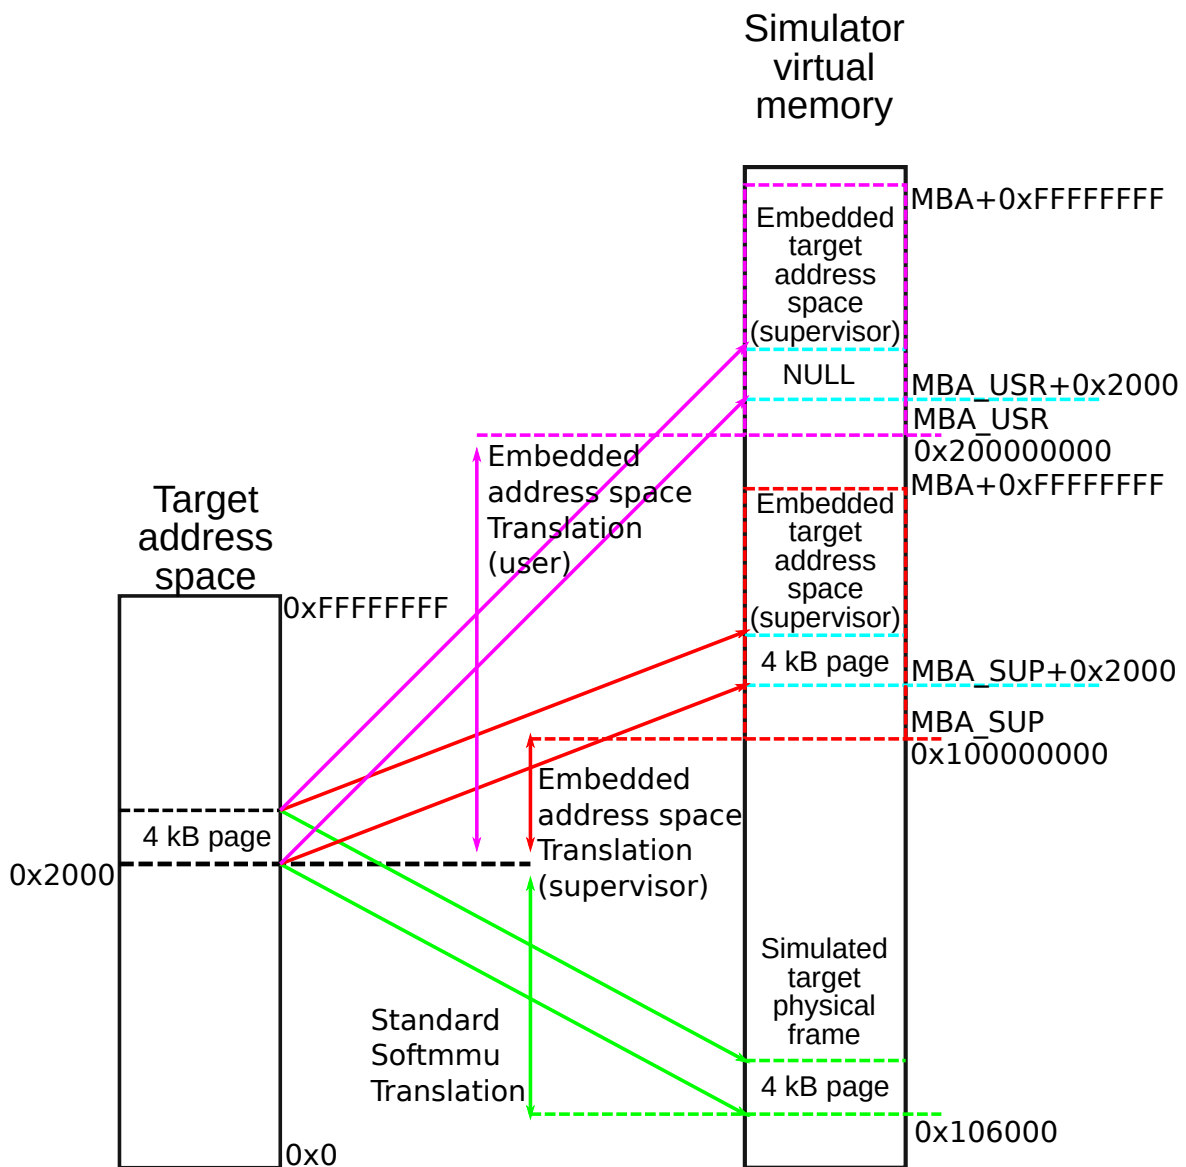 Simulator
virtual
memory
MBA+0xFFFFFFFF
Embedded
target
address
space
(supervisor)
NULL
MBA_USR+0x2000
MBA_USR
0x200000000
Embedded
address space
Translation
(user)
MBA+0xFFFFFFFF
Embedded
target
address
space
(supervisor)
4 kB page
MBA_SUP+0x2000
MBA_SUP
0x100000000
Target
address
space
0xFFFFFFFF
4 kB page
0x2000
0x0
Embedded
address space
Translation
(supervisor)
Standard
Softmmu
Translation
Simulated
target
physical
frame
4 kB page
0x106000